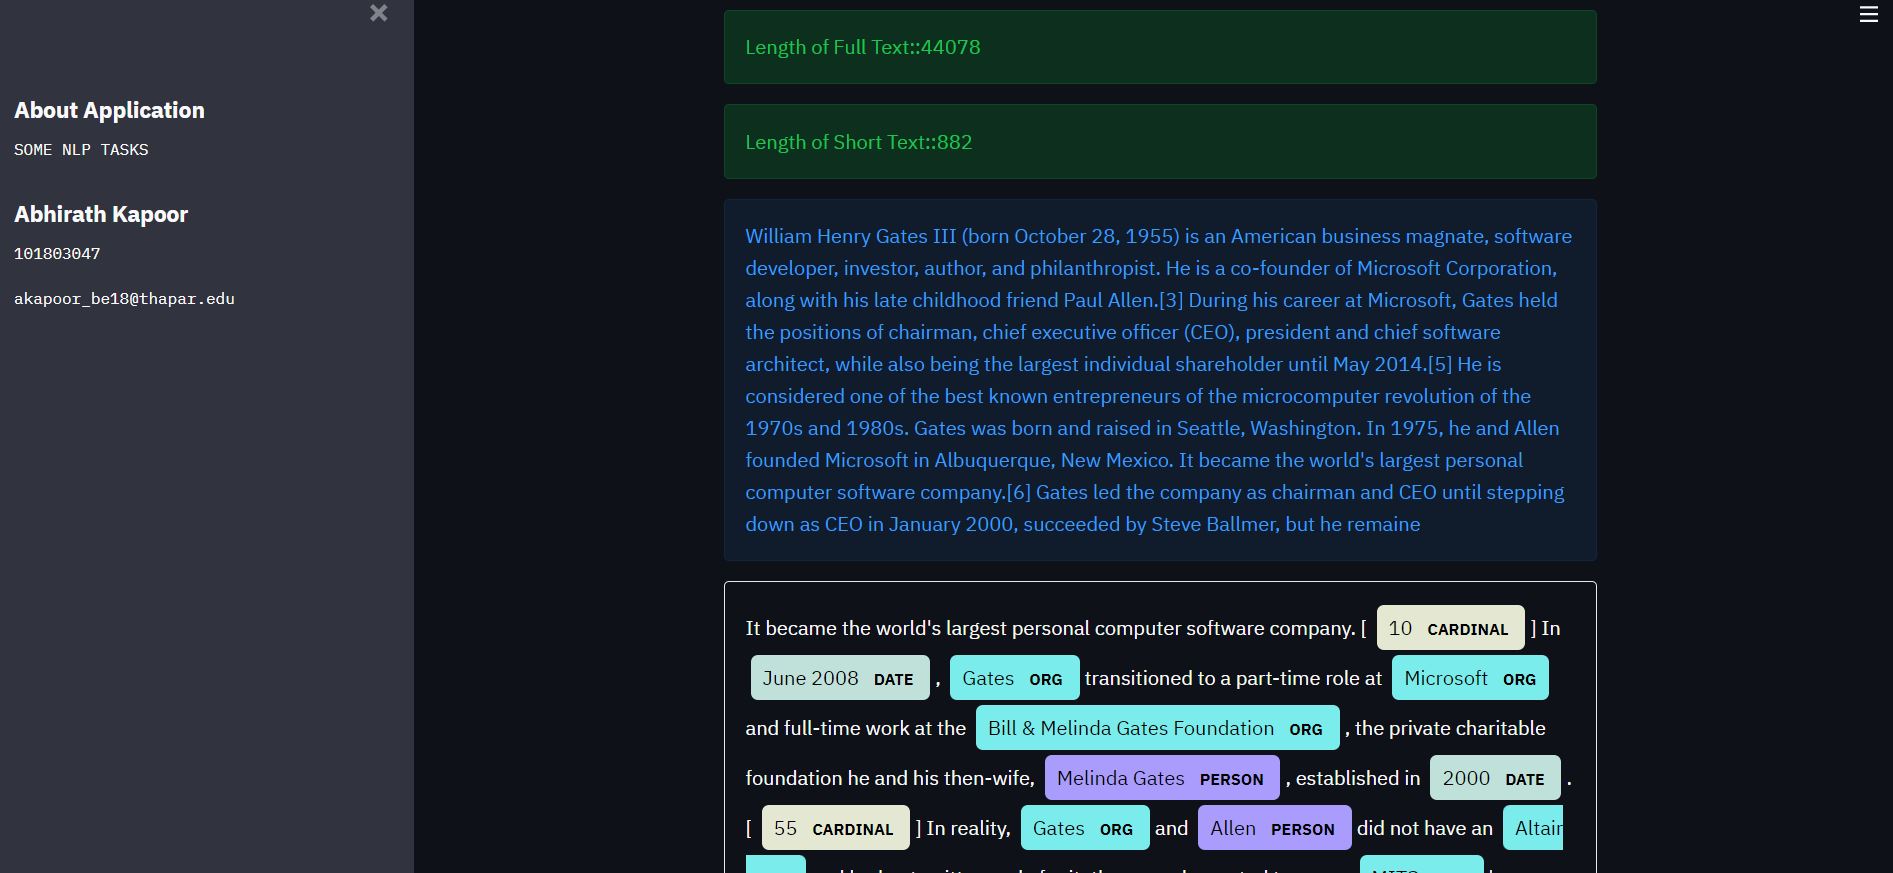 About Application
SOME NLP TASKS
Abhirath Kapoor
101803047
akapoor_be18@thapar.edu
Length of Full Text::44078
Length of Short Text::882
William Henry Gates III (born October 28, 1955) is an American business magnate, software
developer, investor, author, and philanthropist. He is a co-founder of Microsoft Corporation,
along with his late childhood friend Paul Allen.[3] During his career at Microsoft, Gates held
the positions of chairman, chief executive officer (CEO), president and chief software
architect, while also being the largest individual shareholder until May 2014.[5] He is
considered one of the best known entrepreneurs of the microcomputer revolution of the
1970s and 1980s. Gates was born and raised in Seattle, Washington. In 1975, he and Allen
founded Microsoft in Albuquerque, New Mexico. It became the world's largest personal
computer software company.[6] Gates led the company as chairman and CEO until stepping
down as CEO in January 2000, succeeded by Steve Ballmer, but he remaine
It became the world's largest personal computer software company. [ 10 CARDINAL ] In
June 2008 DATE , Gates ORG transitioned to a part-time role at Microsoft ORG
and full-time work at the Bill & Melinda Gates Foundation ORG , the private charitable
foundation he and his then-wife, Melinda Gates PERSON , established in 2000 DATE .
[ 55 CARDINAL ] In reality, Gates ORG and Allen PERSON did not have an Altair